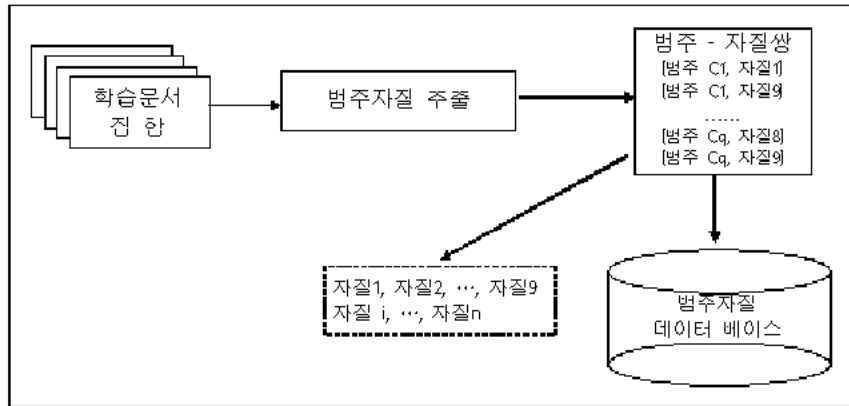 학습문서
집 합
범주자질 추출
범주 - 자질쌍
[범주 C1, 자질1]
[범주 C1, 자질9]
......
[범주 Cq, 자질8]
[범주 Cq, 자질9]
자질1, 자질2, ⋯, 자질9
자질 i, ⋯, 자질n
범주자질
데이터 베이스